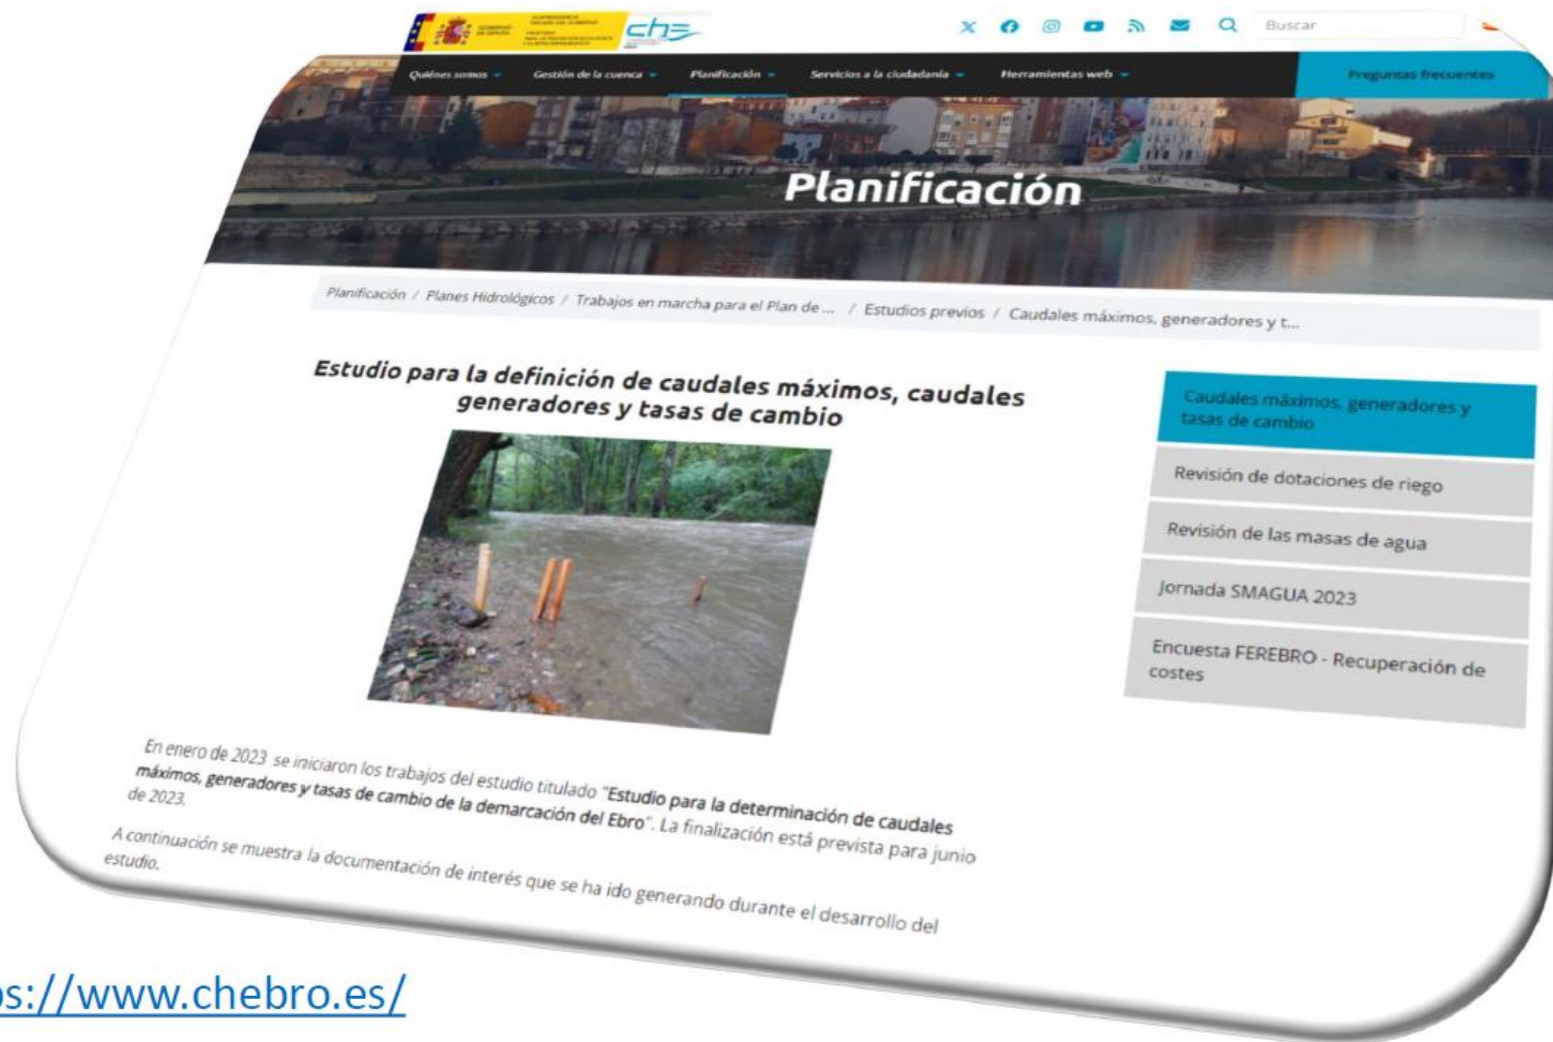 GOBIERNO
DE ESPAÑA
che
Buscar
Quiénes somos
Gestión de la cuenca
Planificación
Servicios a la ciudadanía
Herramientas web
Preguntas frecuentes
Planificación
Planificación / Planes Hidrológicos / Trabajos en marcha para el Plan de ... / Estudios previos / Caudales máximos, generadores y t...
Estudio para la definición de caudales máximos, caudales
generadores y tasas de cambio
Caudales máximos, generadores y
tasas de cambio
Revisión de dotaciones de riego
Revisión de las masas de agua
Jornada SMAGUA 2023
Encuesta FEREBRO - Recuperación de
costes
En enero de 2023 se iniciaron los trabajos del estudio titulado "Estudio para la determinación de caudales
máximos, generadores y tasas de cambio de la demarcación del Ebro". La finalización está prevista para junio
de 2023.
A continuación se muestra la documentación de interés que se ha ido generando durante el desarrollo del
estudio.
ps://www.chebro.es/